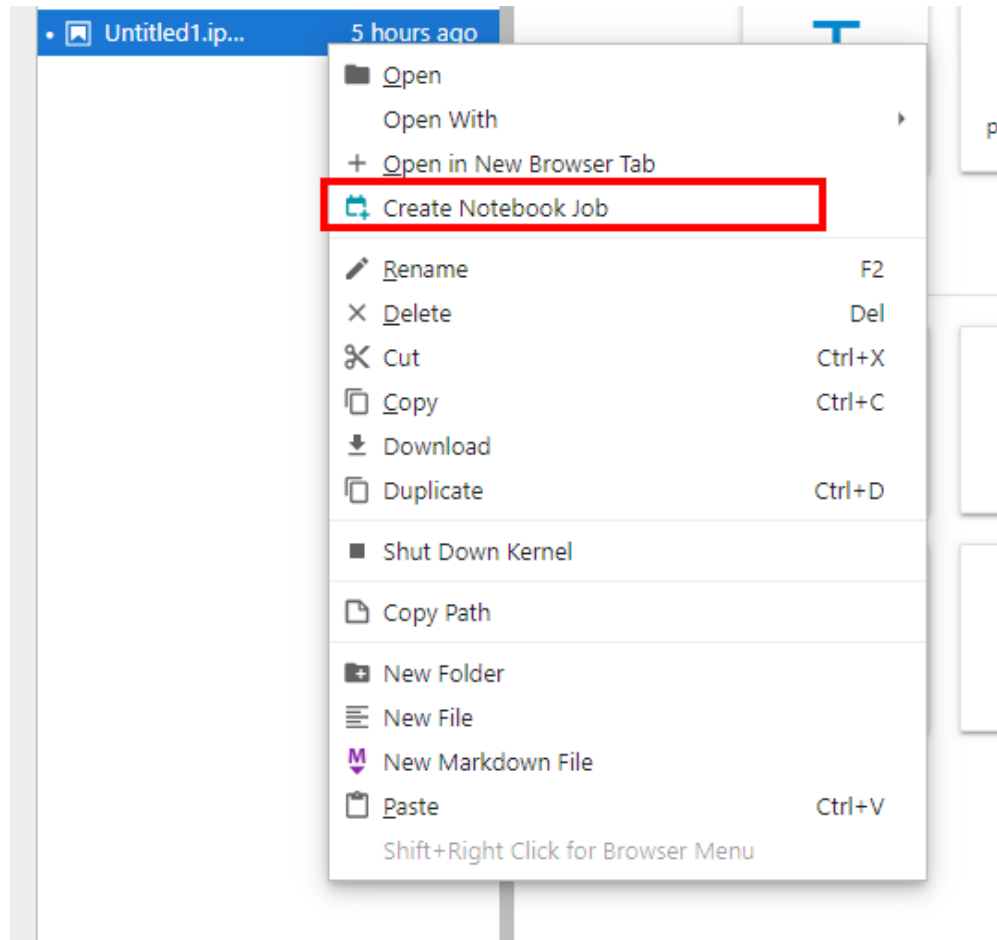 Untitled1.ip... 5 hours ago
Open
Open With
Open in New Browser Tab
Create Notebook Job
Rename F2
Delete Del
Cut Ctrl+X
Copy Ctrl+C
Download
Duplicate Ctrl+D
Shut Down Kernel
Copy Path
New Folder
New File
New Markdown File
Paste Ctrl+V
Shift+Right Click for Browser Menu